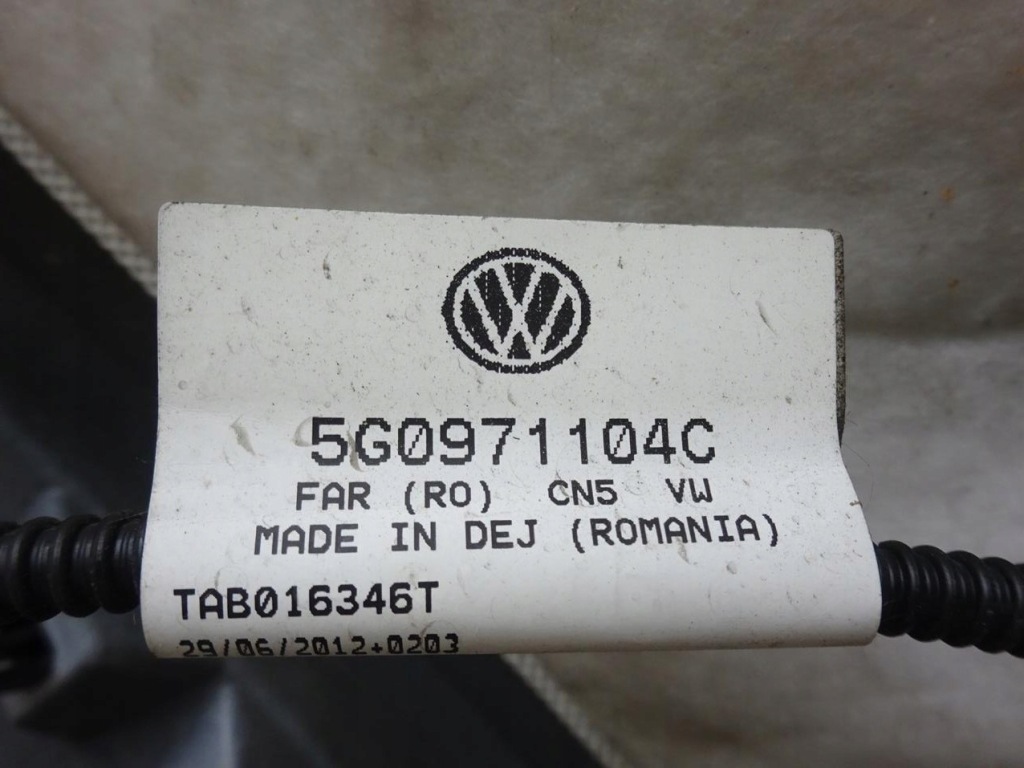 5G0971104C
FAR (RO) CN5 VW
MADE IN DEJ (ROMANIA)
TAB016346T
29/06/2012+0203